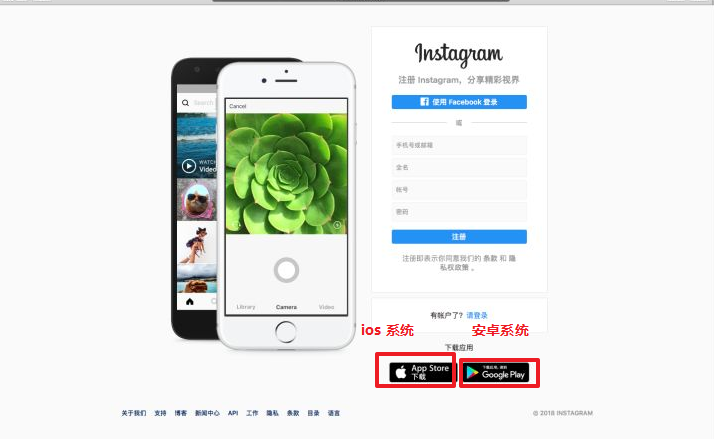 Instagram
注册 Instagram，分享精彩视界
使用 Facebook 登录
或
手机号或邮箱
全名
帐号
密码
注册
注册即表示你同意我们的 条款 和 隐
私权政策 。
有帐户了？请登录
ios 系统
安卓系统
下载应用
App Store
下载
下载应用，请到
Google Play
Search
WATCH
Video
Cancel
Library
Camera
Video
关于我们 支持 博客 新闻中心 API 工作 隐私 条款 目录 语言
© 2018 INSTAGRAM